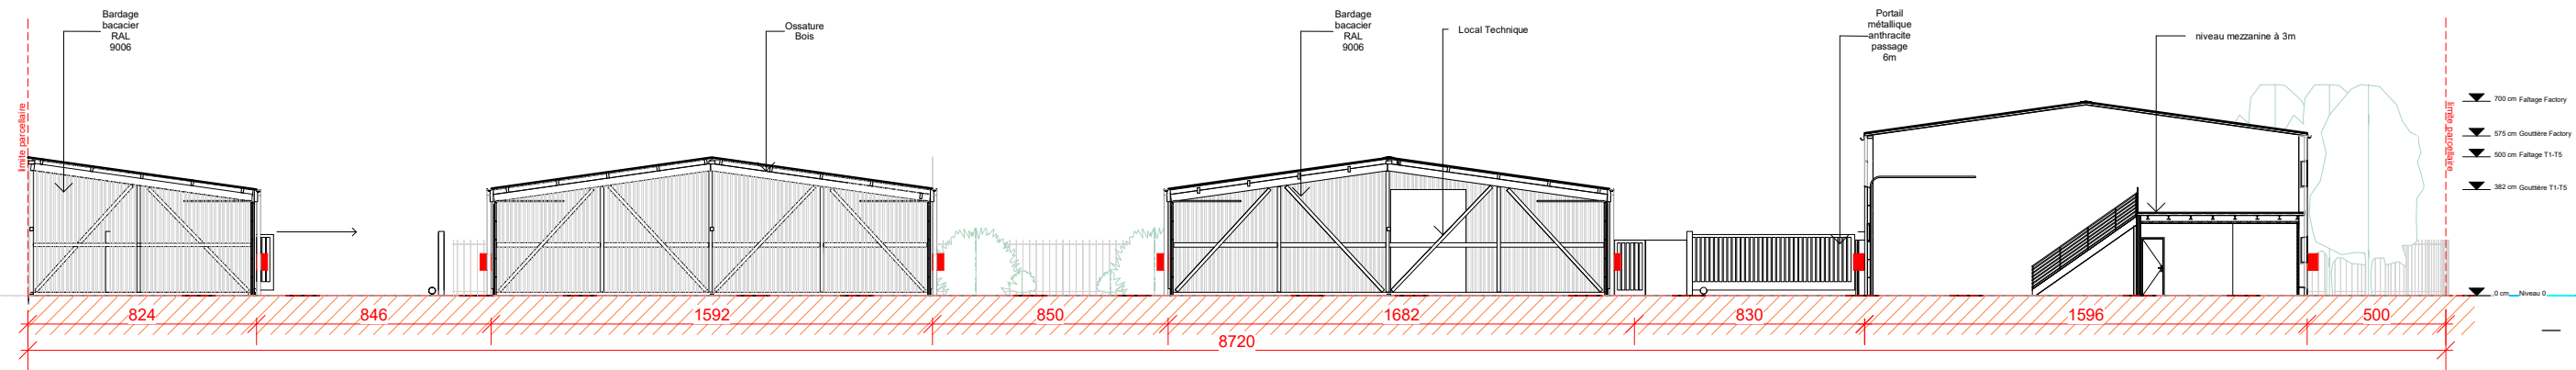 Bardage
bacacier
RAL
9006
Ossature
Bois
Bardage
bacacier
RAL
9006
Local Technique
Portail
métallique
anthracite
passage
6m
niveau mezzanine à 3m
limite parcellaire
limite parcellaire
700 cm Faîtage Factory
575 cm Gouttière Factory
500 cm Faîtage T1-T5
382 cm Gouttière T1-T5
0 cm Niveau 0
824
846
1592
850
1682
830
1596
500
8720